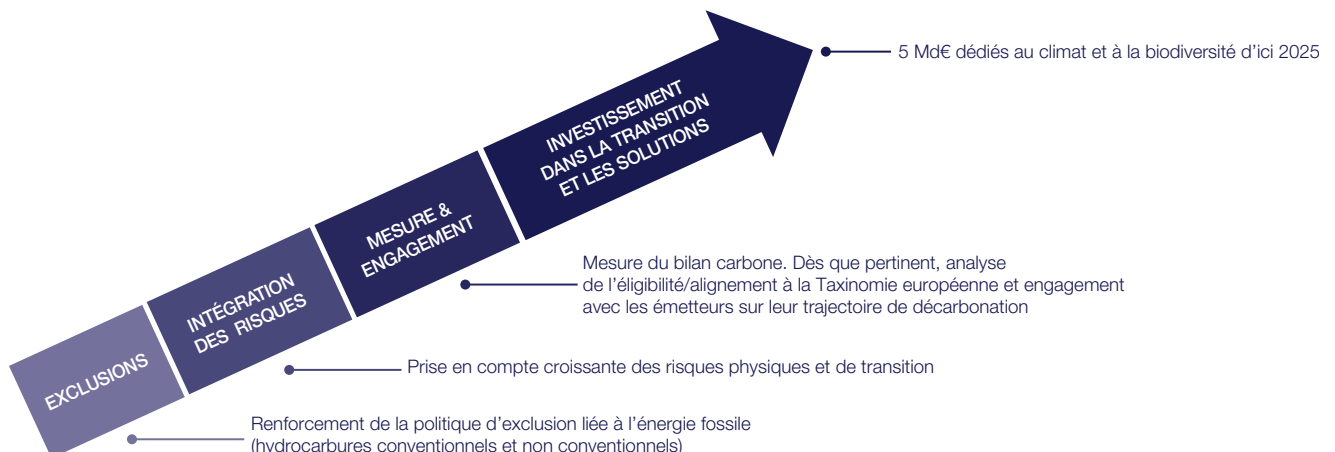 5 Md€ dédiés au climat et à la biodiversité d’ici 2025
INVESTISSEMENT
DANS LA TRANSITION
ET LES SOLUTIONS
MESURE &
ENGAGEMENT
Mesure du bilan carbone. Dès que pertinent, analyse
de l’éligibilité/alignement à la Taxinomie européenne et engagement
avec les émetteurs sur leur trajectoire de décarbonation
INTÉGRATION
DES RISQUES
Prise en compte croissante des risques physiques et de transition
EXCLUSIONS
Renforcement de la politique d’exclusion liée à l’énergie fossile
(hydrocarbures conventionnels et non conventionnels)